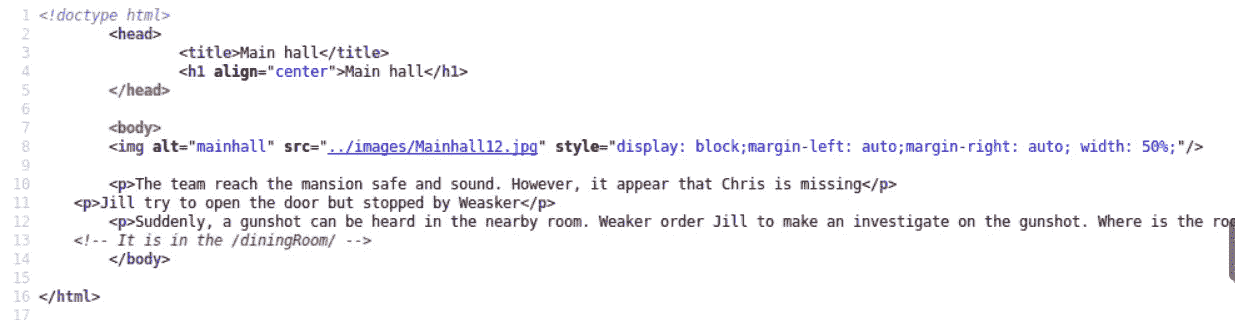 1 <!doctype html>
2 <head>
3 <title>Main hall</title>
4 <h1 align="center">Main hall</h1>
5 </head>
6
7 <body>
8 <img alt="mainhall" src="../images/Mainhall12.jpg" style="display: block;margin-left: auto;margin-right: auto; width: 50%;"/>
9
10 <p>The team reach the mansion safe and sound. However, it appear that Chris is missing</p>
11 <p>Jill try to open the door but stopped by Weasker</p>
12 <p>Suddenly, a gunshot can be heard in the nearby room. Weaker order Jill to make an investigate on the gunshot. Where is the
13 <!-- It is in the /diningRoom/ -->
14 </body>
15
16 </html>
17